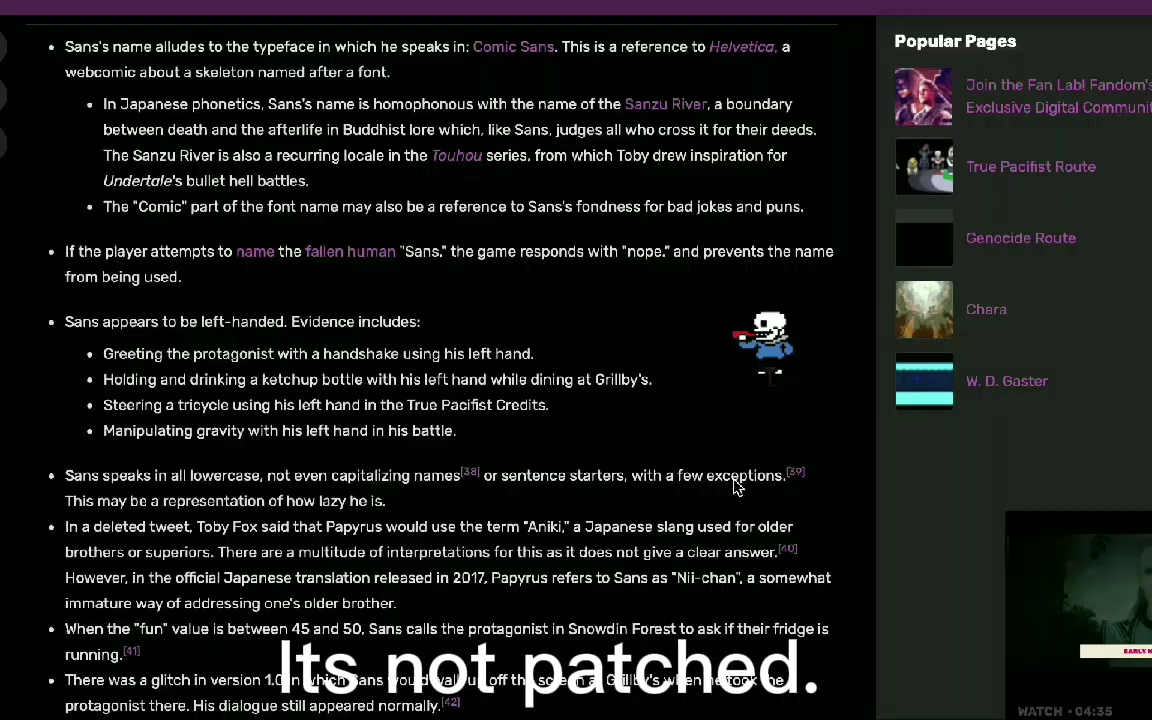 Sans's name alludes to the typeface in which he speaks in: Comic Sans. This is a reference to Helvetica, a
webcomic about a skeleton named after a font.
In Japanese phonetics, Sans's name is homophonous with the name of the Sanzu River, a boundary
between death and the afterlife in Buddhist lore which, like Sans, judges all who cross it for their deeds.
The Sanzu River is also a recurring locale in the Touhou series, from which Toby drew inspiration for
Undertale's bullet hell battles.
The "Comic" part of the font name may also be a reference to Sans's fondness for bad jokes and puns.
If the player attempts to name the fallen human "Sans," the game responds with "nope." and prevents the name
from being used.
Sans appears to be left-handed. Evidence includes:
Greeting the protagonist with a handshake using his left hand.
Holding and drinking a ketchup bottle with his left hand while dining at Grillby's.
Steering a tricycle using his left hand in the True Pacifist Credits.
Manipulating gravity with his left hand in his battle.
Sans speaks in all lowercase, not even capitalizing names[38] or sentence starters, with a few exceptions.[39]
This may be a representation of how lazy he is.
In a deleted tweet, Toby Fox said that Papyrus would use the term "Aniki," a Japanese slang used for older
brothers or superiors. There are a multitude of interpretations for this as it does not give a clear answer.[40]
However, in the official Japanese translation released in 2017, Papyrus refers to Sans as "Nii-chan", a somewhat
immature way of addressing one's older brother.
When the "fun" value is between 45 and 50, Sans calls the protagonist in Snowdin Forest to ask if their fridge is
running.[41]
There was a glitch in version 1.0 which Sans would walk off the screen at Grillby's when he took the
protagonist there. His dialogue still appeared normally.[42]
Its not patched.
Popular Pages
Join the Fan Lab! Fandom's
Exclusive Digital Communit
True Pacifist Route
Genocide Route
Chara
W. D. Gaster
EARLY
WATCH • 04:35